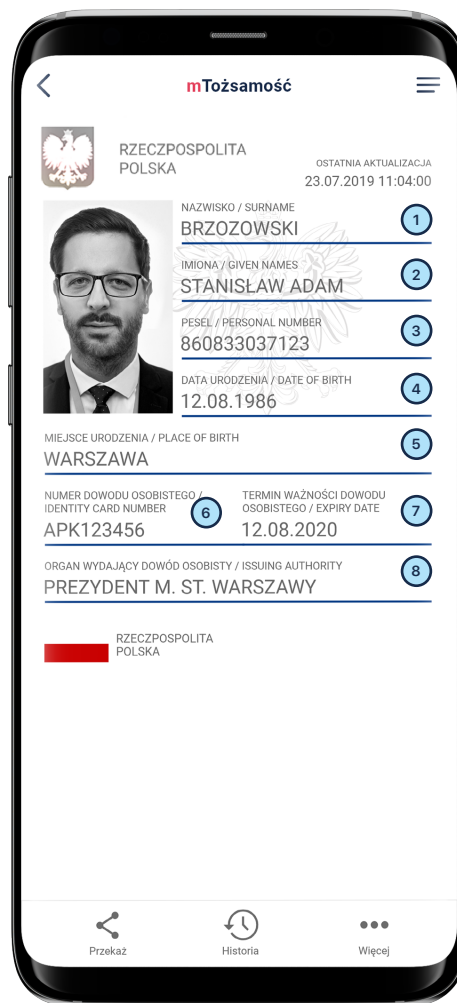 mTożsamość
RZECZPOSPOLITA
POLSKA
OSTATNIA AKTUALIZACJA
23.07.2019 11:04:00
NAZWISKO / SURNAME
BRZOZOWSKI
1
IMIONA / GIVEN NAMES
STANISŁAW ADAM
2
PESEL / PERSONAL NUMBER
860833037123
3
DATA URODZENIA / DATE OF BIRTH
12.08.1986
4
MIEJSCE URODZENIA / PLACE OF BIRTH
WARSZAWA
5
NUMER DOWODU OSOBISTEGO /
IDENTITY CARD NUMBER
APK123456
6
TERMIN WAŻNOŚCI DOWODU
OSOBISTEGO / EXPIRY DATE
12.08.2020
7
ORGAN WYDAJĄCY DOWÓD OSOBISTY / ISSUING AUTHORITY
PREZYDENT M. ST. WARSZAWY
8
RZECZPOSPOLITA
POLSKA
Przekaż
Historia
Więcej